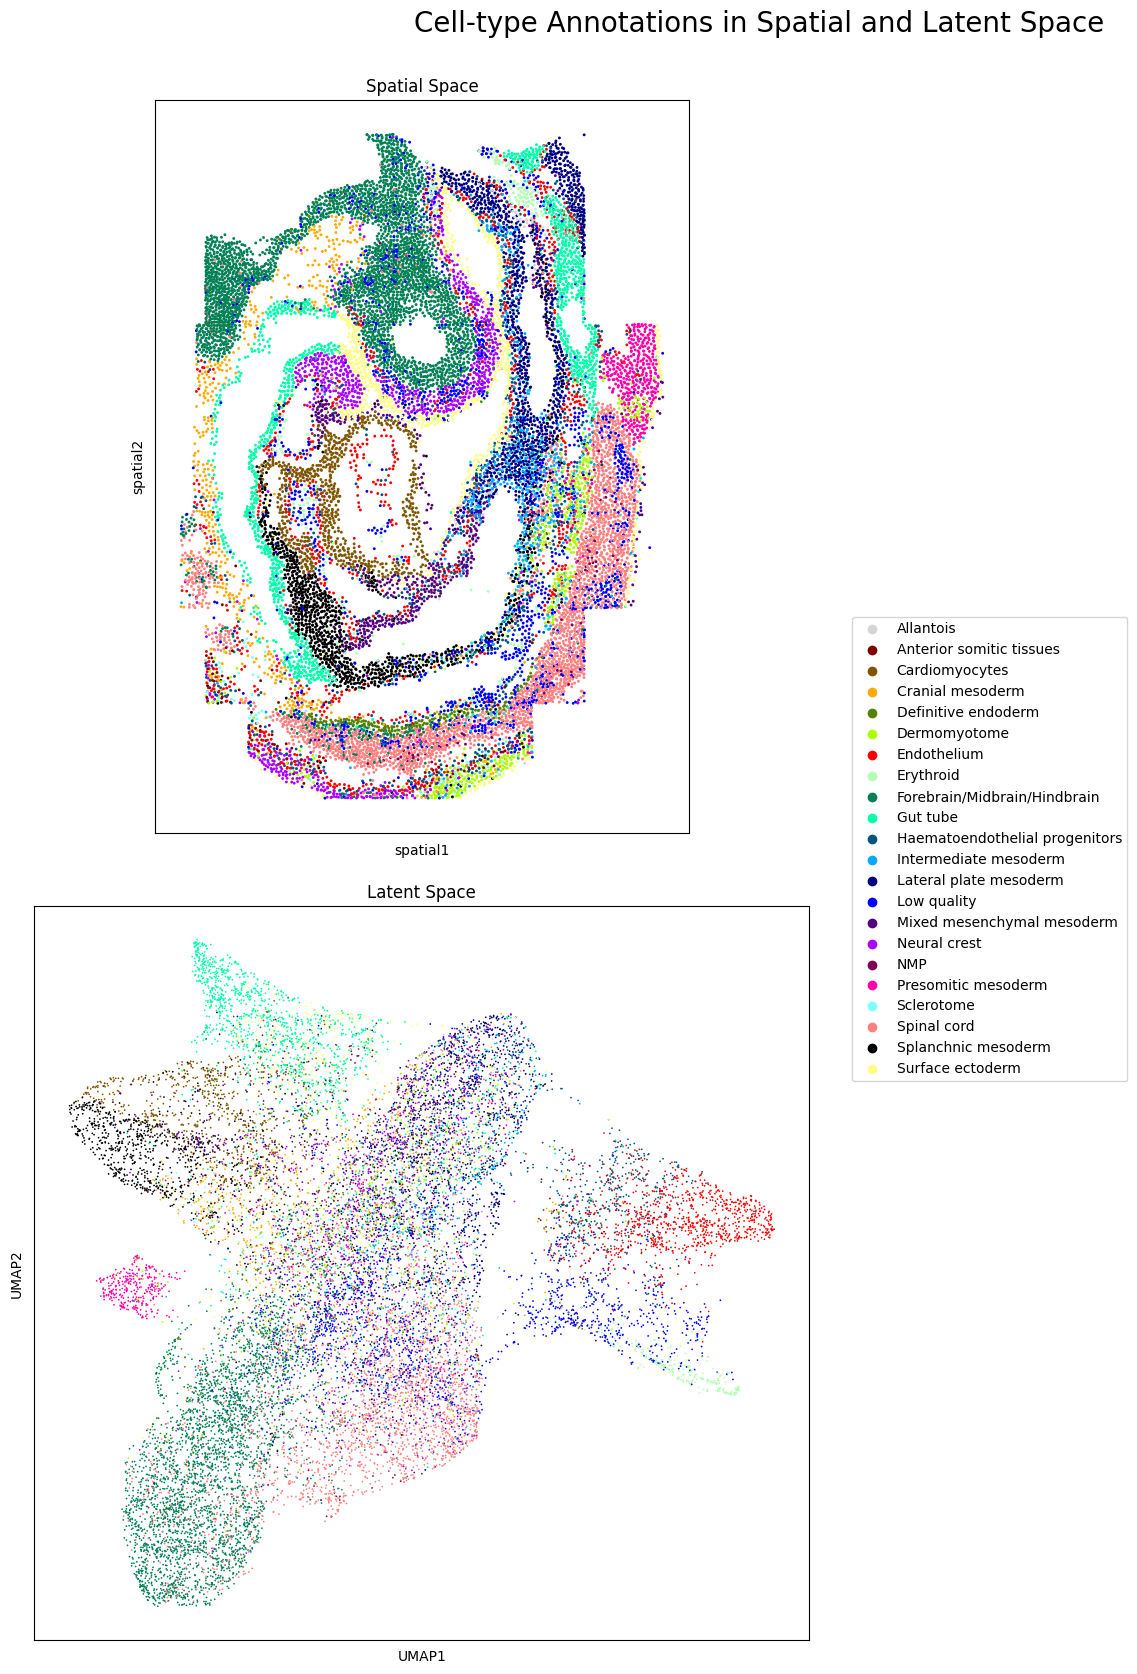 Cell-type Annotations in Spatial and Latent Space
Spatial Space
spatial2
spatial1
Allantois
Anterior somitic tissues
Cardiomyocytes
Cranial mesoderm
Definitive endoderm
Dermomyotome
Endothelium
Erythroid
Forebrain/Midbrain/Hindbrain
Gut tube
Haematoendothelial progenitors
Intermediate mesoderm
Lateral plate mesoderm
Low quality
Mixed mesenchymal mesoderm
Neural crest
NMP
Presomitic mesoderm
Sclerotome
Spinal cord
Splanchnic mesoderm
Surface ectoderm
Latent Space
UMAP2
UMAP1